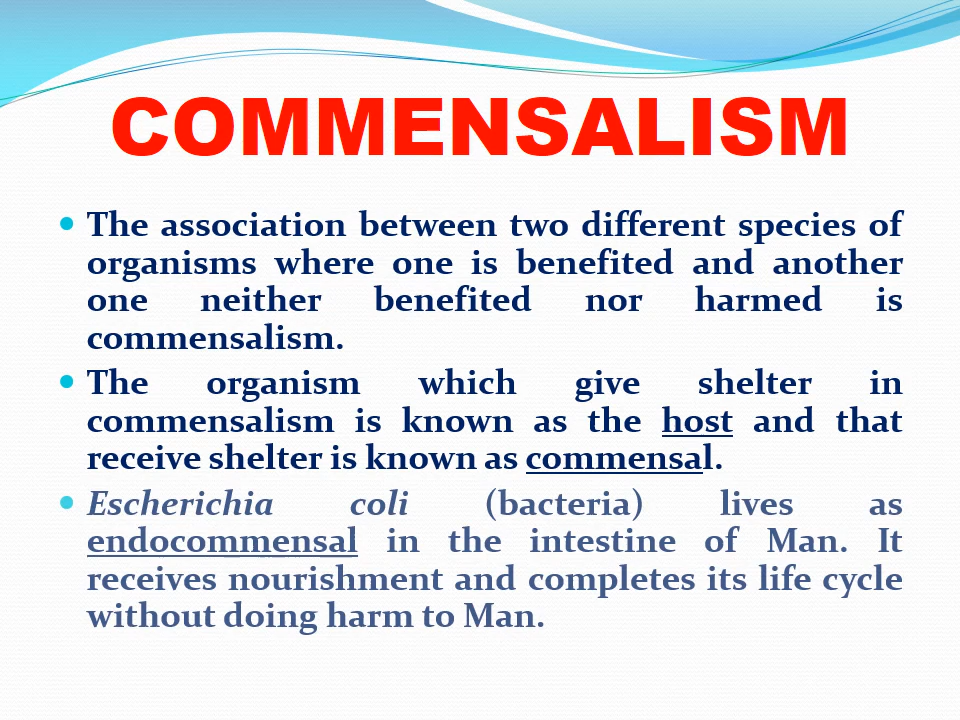 COMMENSALISM
• The association between two different species of
organisms where one is benefited and another
one neither benefited nor harmed is
commensalism.
• The organism which give shelter in
commensalism is known as the host and that
receive shelter is known as commensal.
• Escherichia coli (bacteria) lives as
endocommensal in the intestine of Man. It
receives nourishment and completes its life cycle
without doing harm to Man.